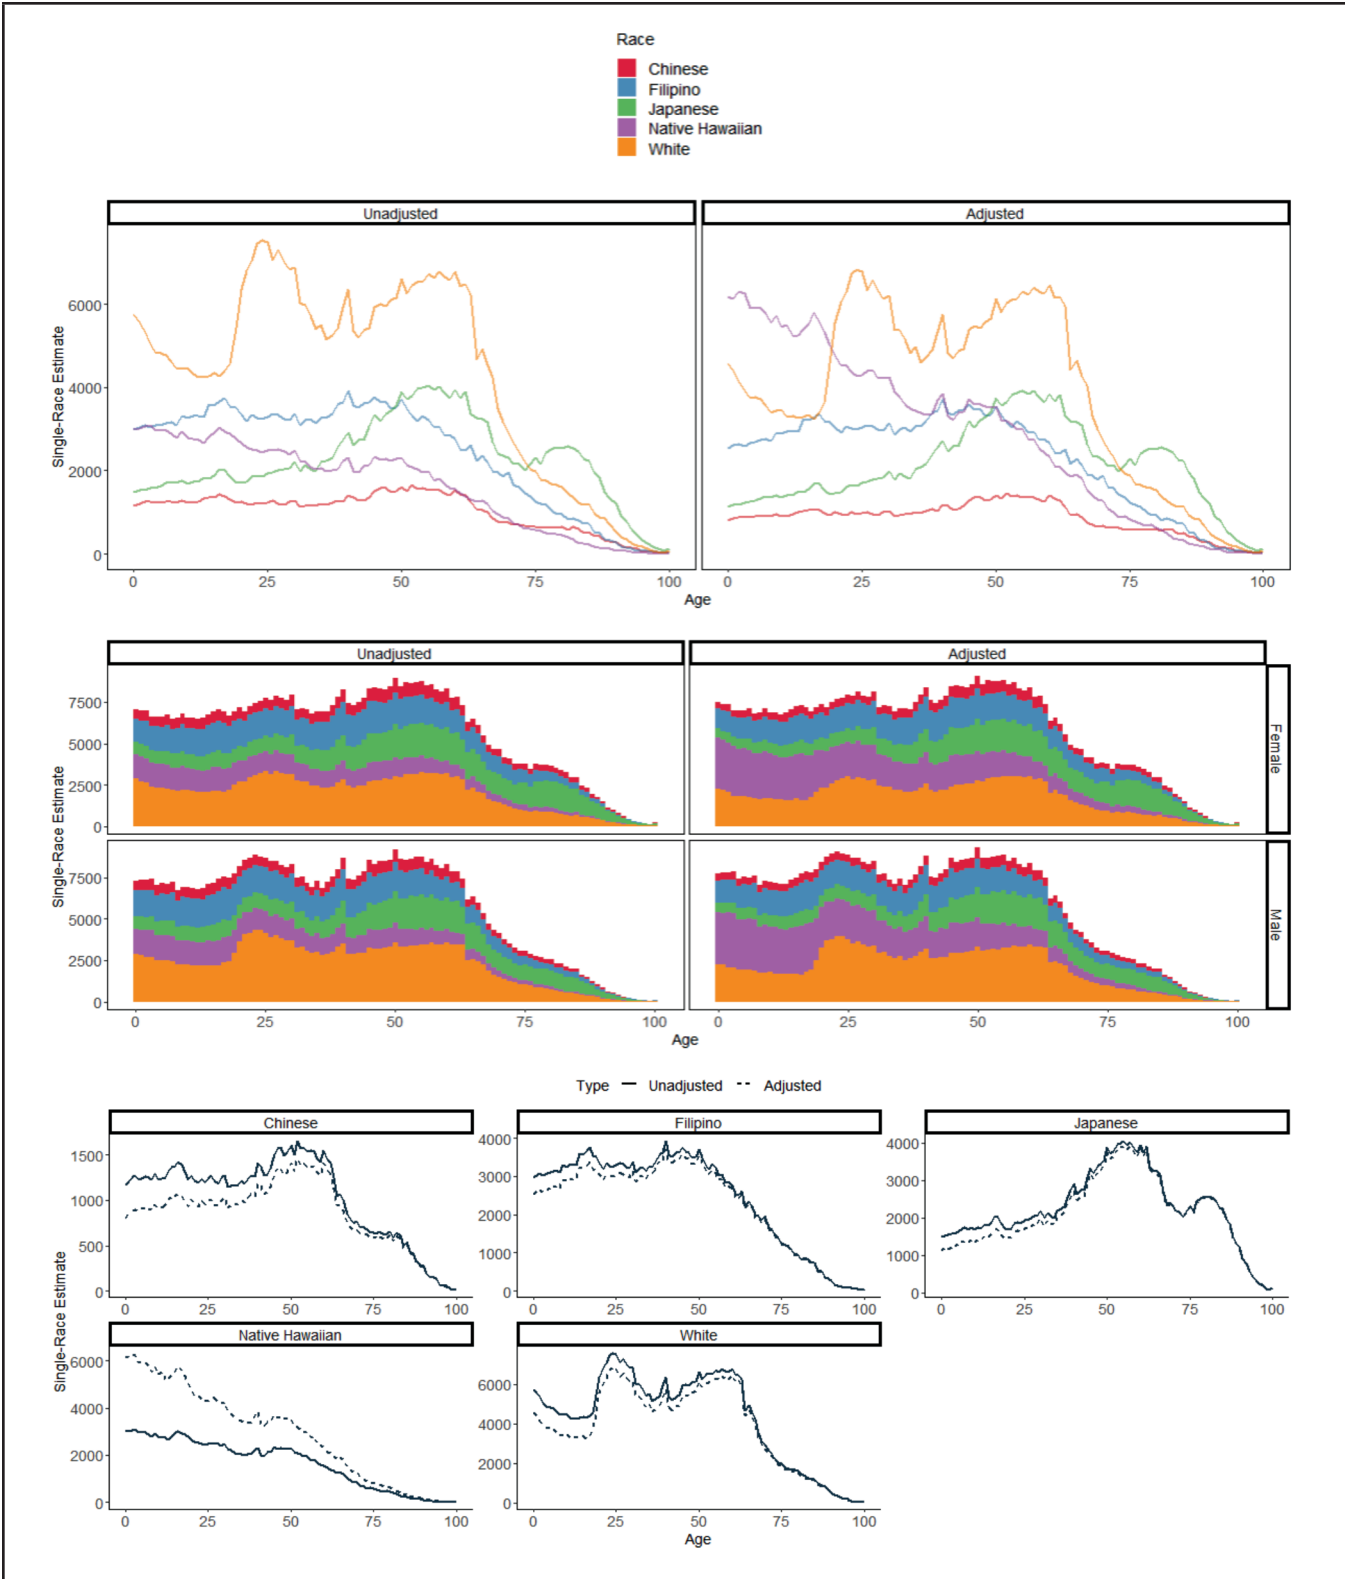 Race
Chinese
Filipino
Japanese
Native Hawaiian
White
Unadjusted Adjusted
Single-Race Estimate
6000
4000
2000
0
0 25 50 75 100 0 25 50 75 100
Age
Unadjusted Adjusted
Single-Race Estimate
7500
5000
2500
0
Female
7500
5000
2500
0
Male
0 25 50 75 100 0 25 50 75 100
Age
Type Unadjusted Adjusted
Single-Race Estimate
Chinese Filipino Japanese
1500
1000
500
0
0 25 50 75 100
4000
3000
2000
1000
0
0 25 50 75 100
4000
3000
2000
1000
0
0 25 50 75 100
Native Hawaiian White
6000
4000
2000
0
0 25 50 75 100
6000
4000
2000
0
0 25 50 75 100
Age